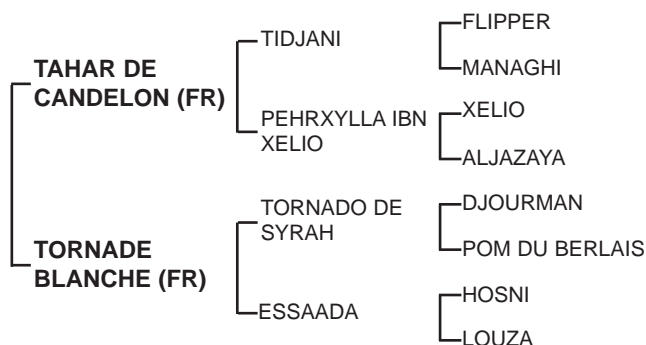 TAHAR DE
CANDELON (FR)
TIDJANI
FLIPPER
MANAGHI
PEHRXYLLA IBN
XELIO
XELIO
ALJAZAYA
TORNADE
BLANCHE (FR)
TORNADO DE
SYRAH
DJOURMAN
POM DU BERLAIS
ESSAADA
HOSNI
LOUZA